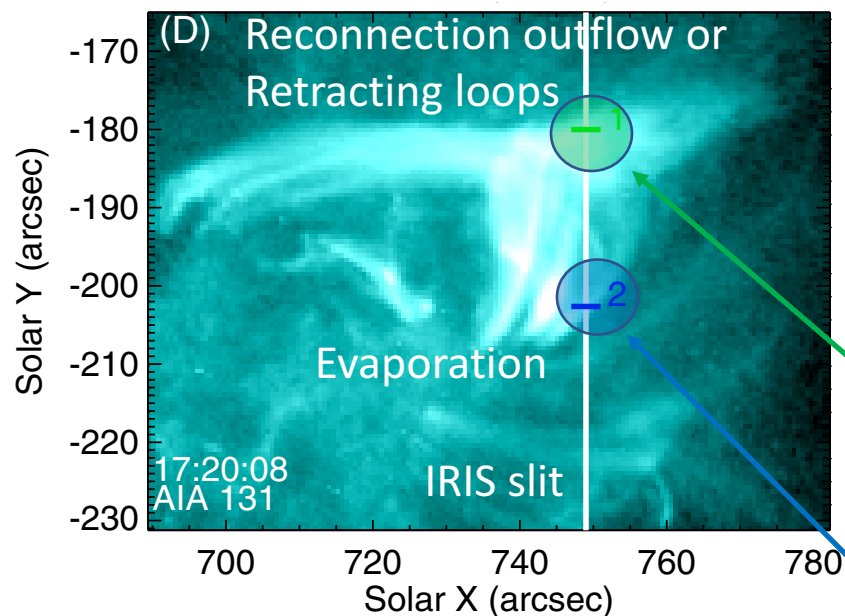 (D) Reconnection outflow or
Retracting loops
1
2
Evaporation
IRIS slit
17:20:08
AIA 131
Solar Y (arcsec)
-165
-170
-180
-190
-200
-210
-220
-230
700 720 740 760 780
Solar X (arcsec)